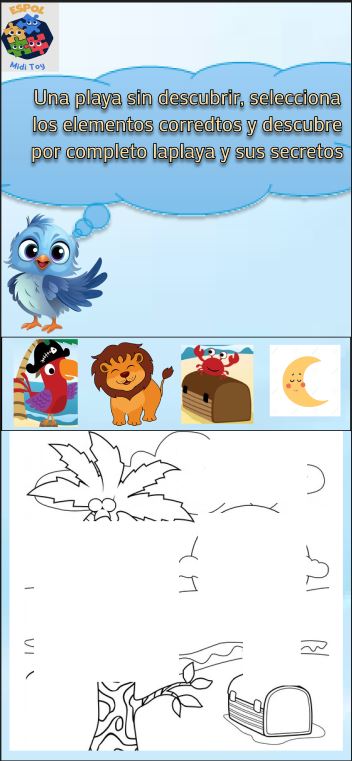 ESPOL
Midi Toy
Una playa sin descubrir, selecciona
los elementos corredtos y descubre
por completo laplaya y sus secretos